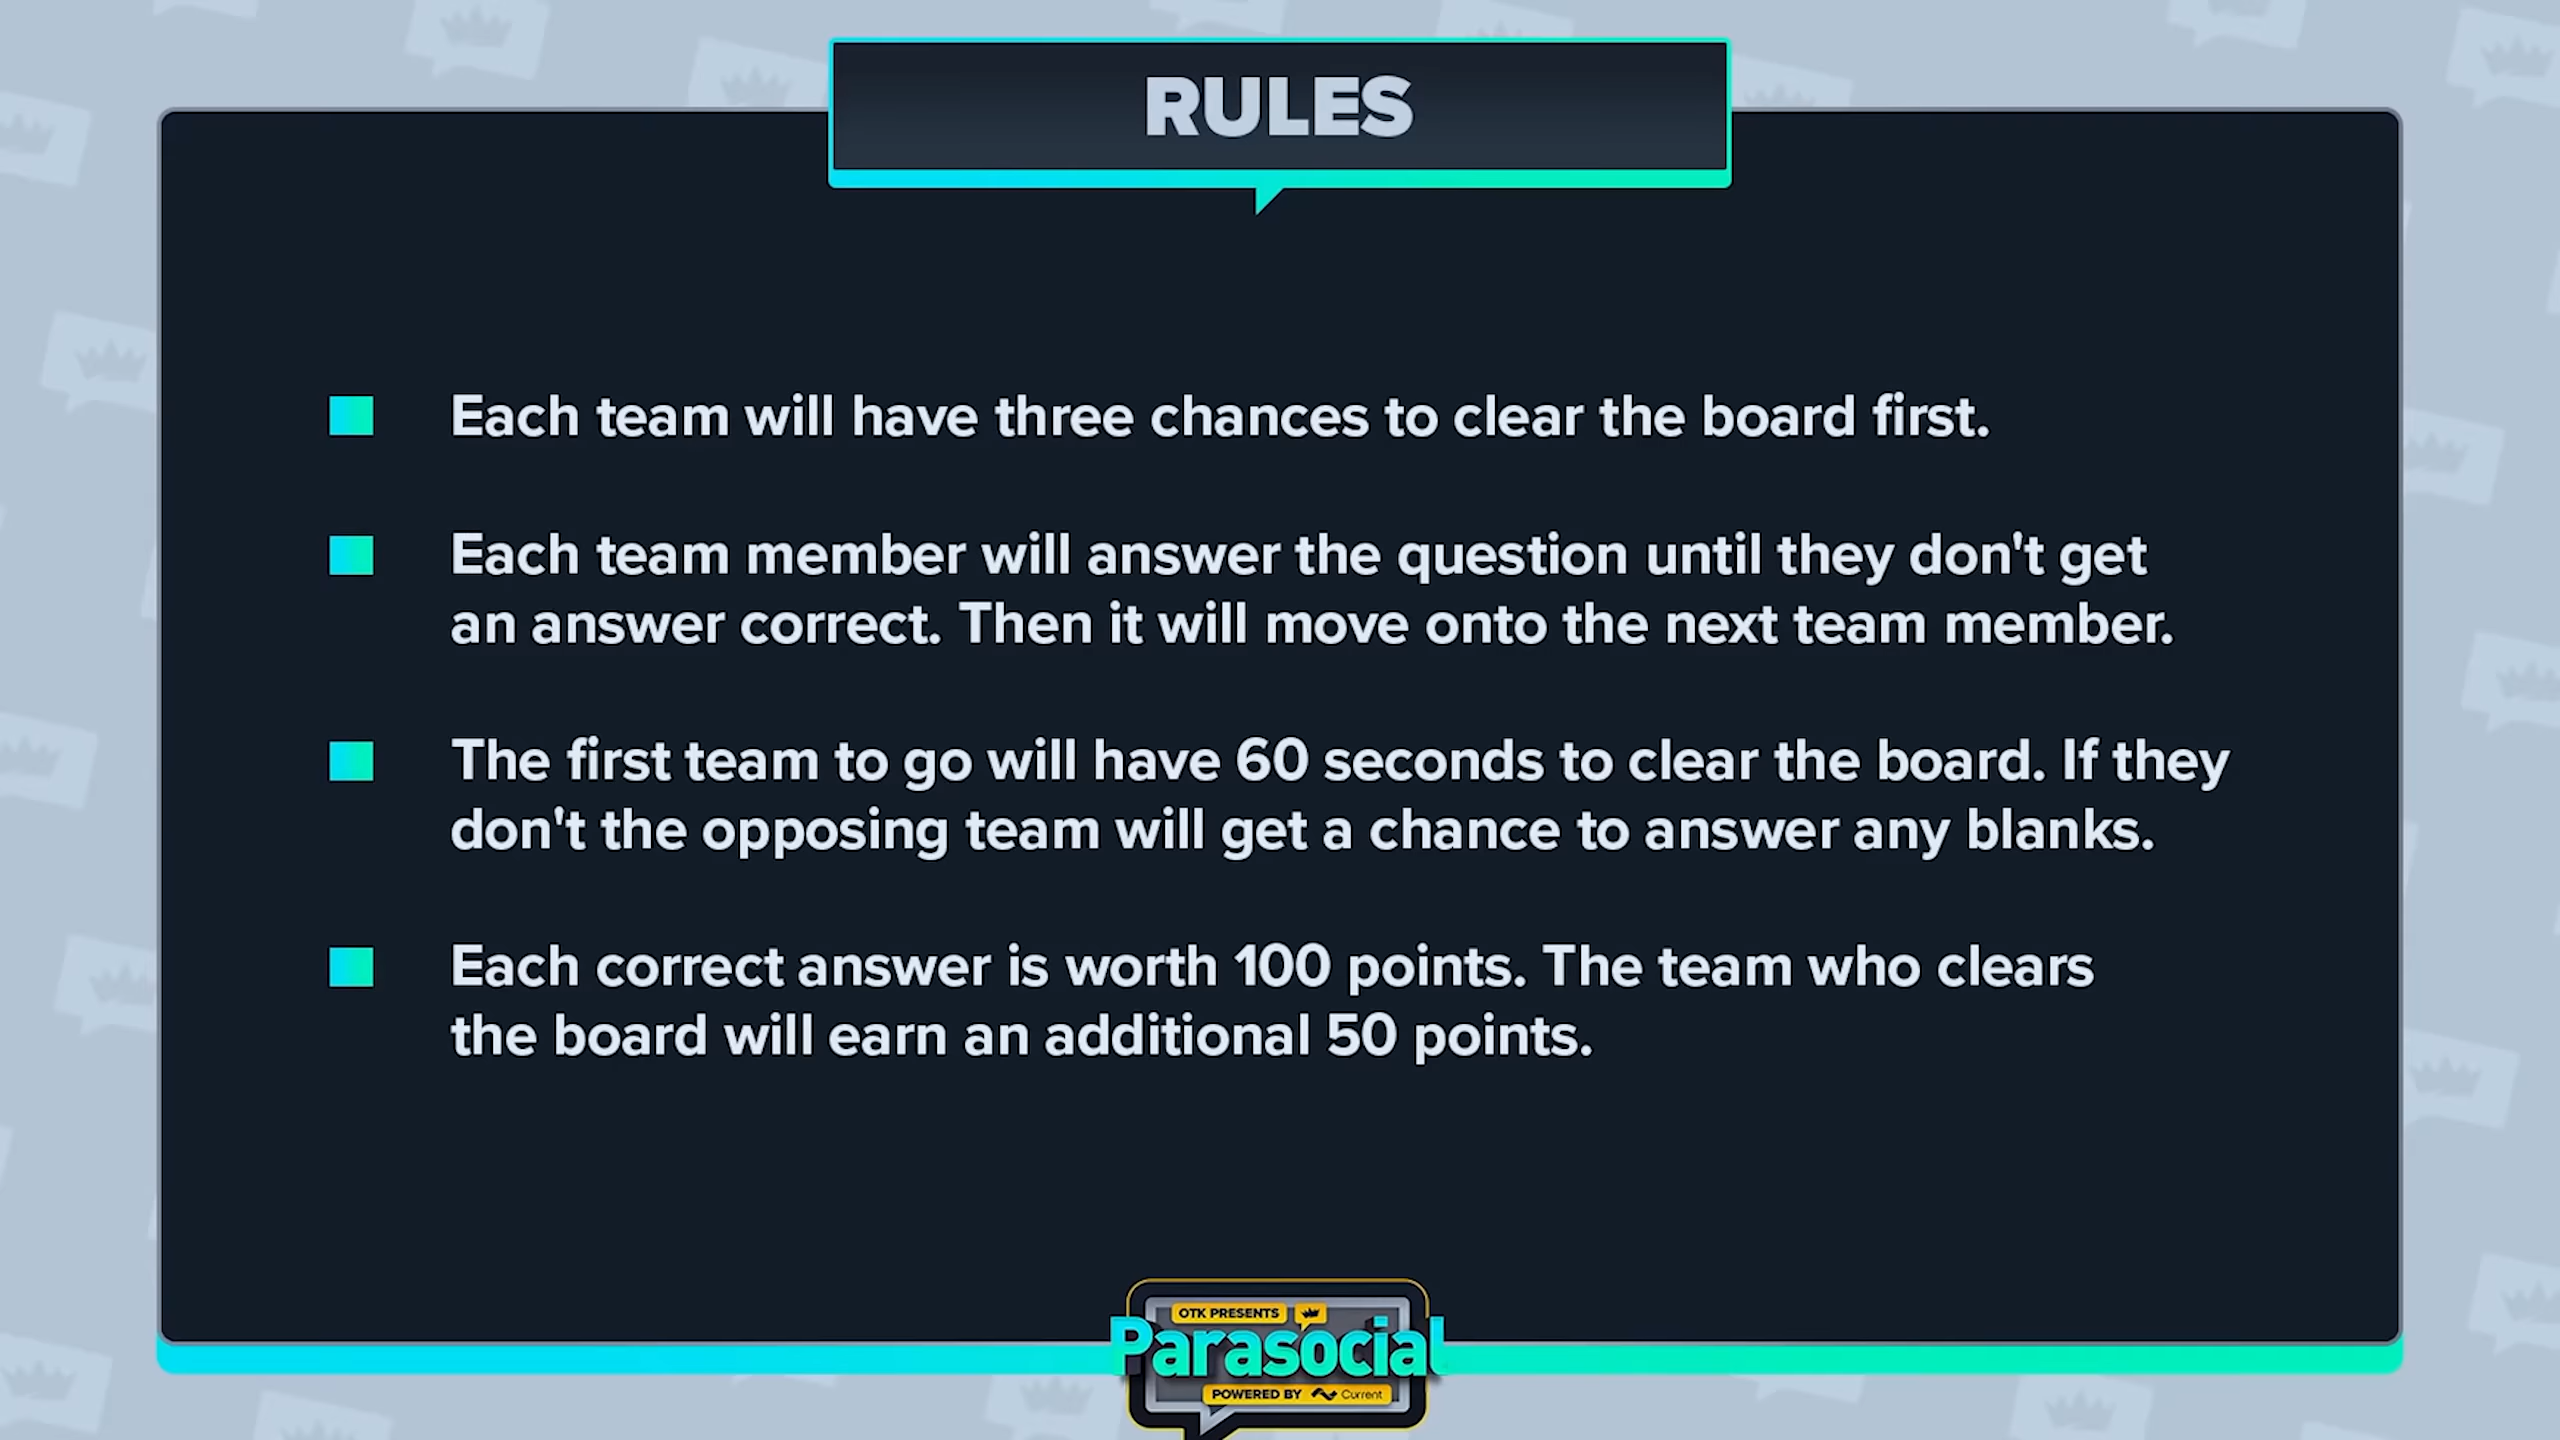 RULES
Each team will have three chances to clear the board first.
Each team member will answer the question until they don't get
an answer correct. Then it will move onto the next team member.
The first team to go will have 60 seconds to clear the board. If they
don't the opposing team will get a chance to answer any blanks.
Each correct answer is worth 100 points. The team who clears
the board will earn an additional 50 points.
OTK PRESENTS
Parasocial
POWERED BY Current